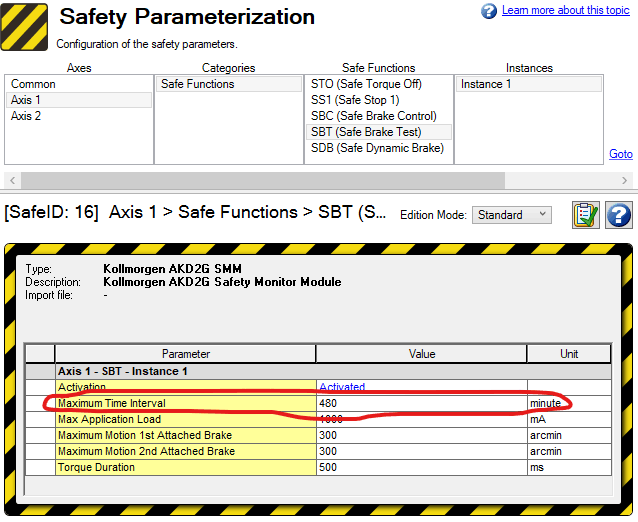 Safety Parameterization
Learn more about this topic
Configuration of the safety parameters.
Axes
Categories
Safe Functions
Instances
Common
Axis 1
Axis 2
Safe Functions
STO (Safe Torque Off)
SS1 (Safe Stop 1)
SBC (Safe Brake Control)
SBT (Safe Brake Test)
SDB (Safe Dynamic Brake)
Instance 1
Goto
[SafeID: 16] Axis 1 > Safe Functions > SBT (S...
Edition Mode: Standard
Type: Kollmorgen AKD2G SMM
Description: Kollmorgen AKD2G Safety Monitor Module
Import file: -
Parameter Value Unit
Axis 1 - SBT - Instance 1
Activation Activated
Maximum Time Interval 480 minute
Max Application Load 1000 mA
Maximum Motion 1st Attached Brake 300 arcmin
Maximum Motion 2nd Attached Brake 300 arcmin
Torque Duration 500 ms